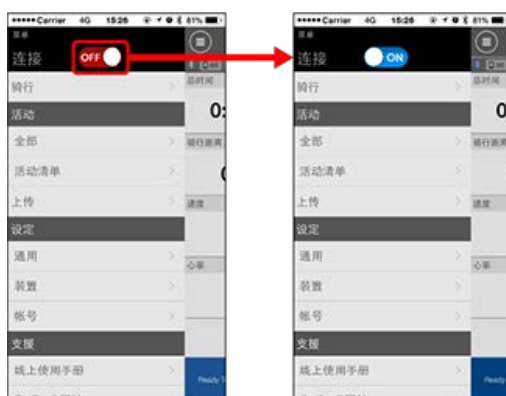 ●●●●●Carrier 4G 15:26 61%
菜单
连接 OFF
骑行
总时间
0:
活动
全部
骑行距离
活动清单
上传
速度
设定
通用
心率
装置
帐号
支援
线上使用手册
Ready T
●●●●●Carrier 4G 15:26 61%
菜单
连接 ON
骑行
总时间
0:
活动
全部
骑行距离
活动清单
上传
速度
设定
通用
心率
装置
帐号
支援
线上使用手册
Ready